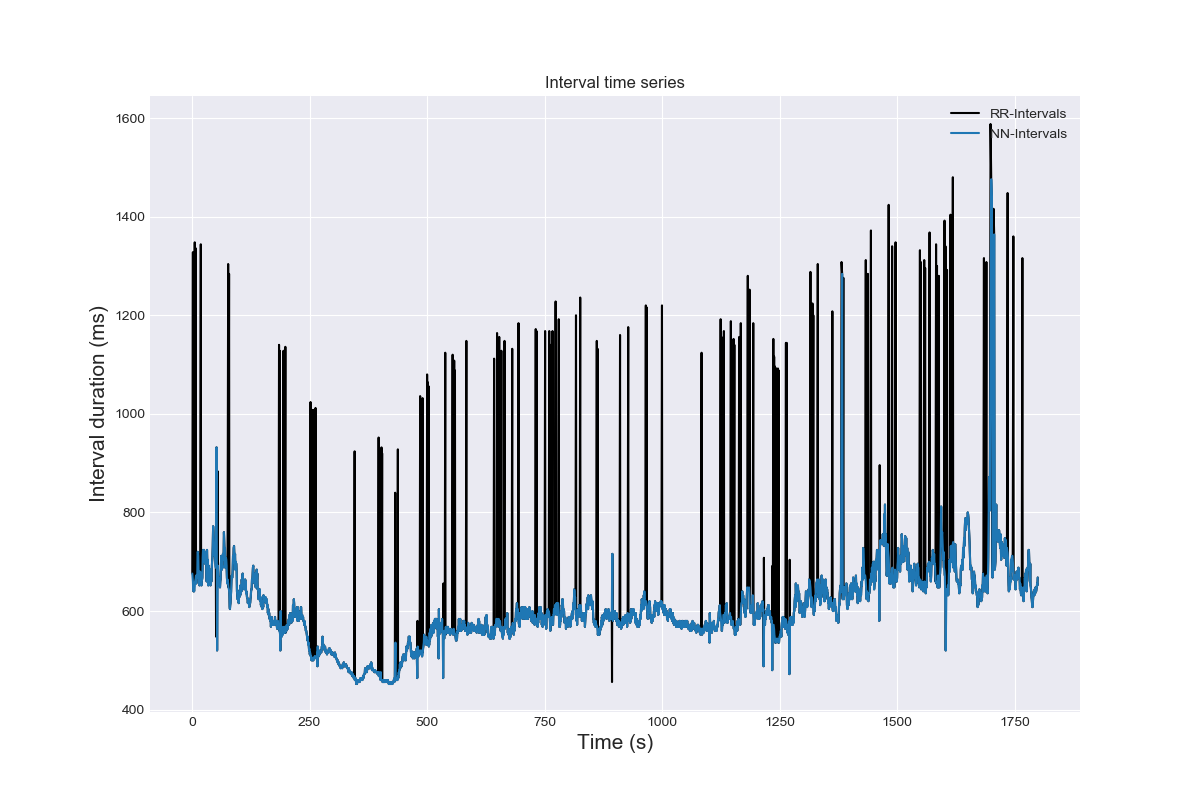 Interval time series
RR-Intervals
NN-Intervals
1600
1400
1200
1000
800
600
400
Interval duration (ms)
0 250 500 750 1000 1250 1500 1750
Time (s)